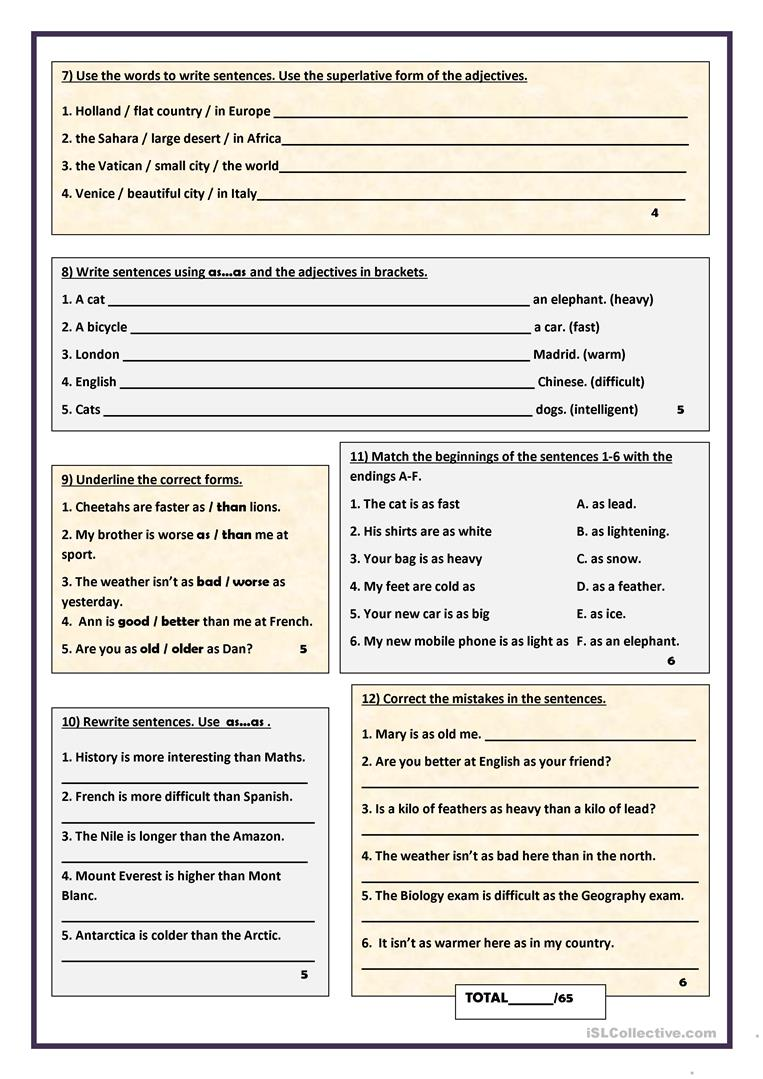 7) Use the words to write sentences. Use the superlative form of the adjectives.
1. Holland / flat country / in Europe ____________________
2. the Sahara / large desert / in Africa____________________
3. the Vatican / small city / the world____________________
4. Venice / beautiful city / in Italy____________________
4
8) Write sentences using as...as and the adjectives in brackets.
1. A cat ____________________ an elephant. (heavy)
2. A bicycle ____________________ a car. (fast)
3. London ____________________ Madrid. (warm)
4. English ____________________ Chinese. (difficult)
5. Cats ____________________ dogs. (intelligent) 5
9) Underline the correct forms.
1. Cheetahs are faster as / than lions.
2. My brother is worse as / than me at
sport.
3. The weather isn't as bad / worse as
yesterday.
4. Ann is good / better than me at French.
5. Are you as old / older as Dan? 5
11) Match the beginnings of the sentences 1-6 with the
endings A-F.
1. The cat is as fast A. as lead.
2. His shirts are as white B. as lightening.
3. Your bag is as heavy C. as snow.
4. My feet are cold as D. as a feather.
5. Your new car is as big E. as ice.
6. My new mobile phone is as light as F. as an elephant.
6
10) Rewrite sentences. Use as...as .
1. History is more interesting than Maths.
2. French is more difficult than Spanish.
3. The Nile is longer than the Amazon.
4. Mount Everest is higher than Mont
Blanc.
5. Antarctica is colder than the Arctic.
5
12) Correct the mistakes in the sentences.
1. Mary is as old me. ____________________
2. Are you better at English as your friend?
3. Is a kilo of feathers as heavy than a kilo of lead?
4. The weather isn't as bad here than in the north.
5. The Biology exam is difficult as the Geography exam.
6. It isn't as warmer here as in my country.
6
TOTAL______/65
iSLCollective.com